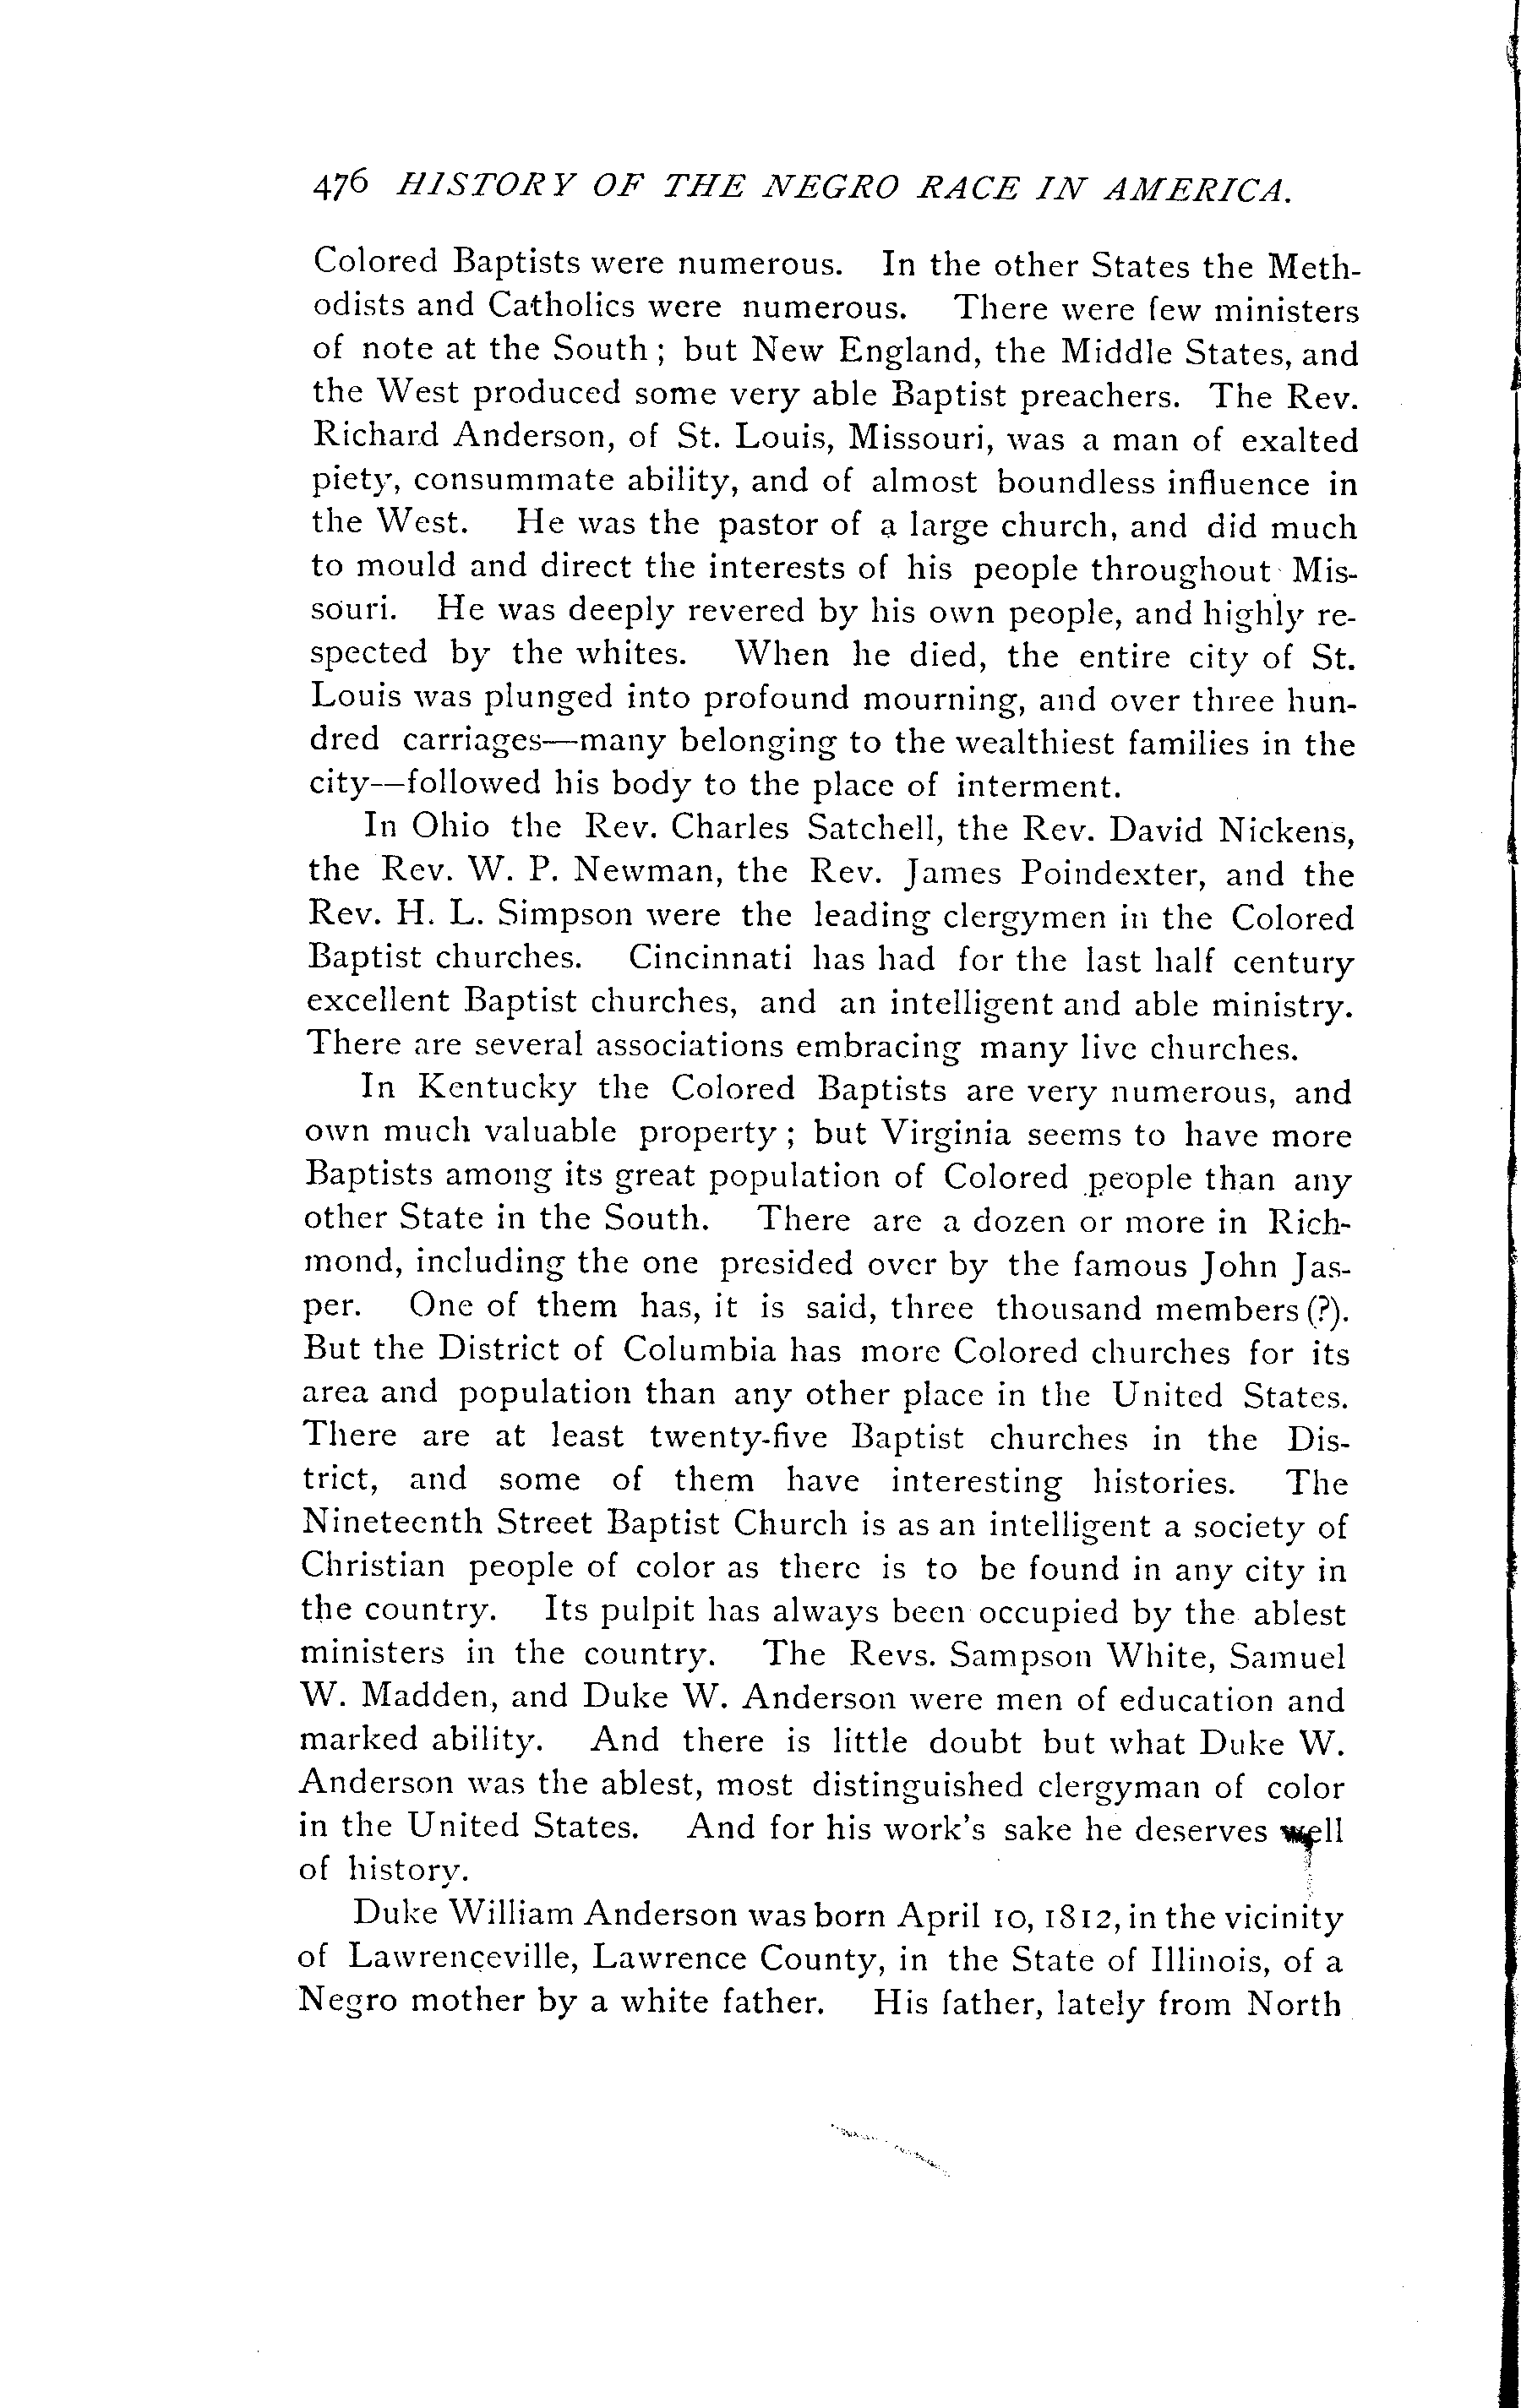 476 HISTORY OF THE NEGRO RACE IN AMERICA.
Colored Baptists were numerous. In the other States the Meth-
odists and Catholics were numerous. There were few ministers
of note at the South; but New England, the Middle States, and
the West produced some very able Baptist preachers. The Rev.
Richard Anderson, of St. Louis, Missouri, was a man of exalted
piety, consummate ability, and of almost boundless influence in
the West. He was the pastor of a large church, and did much
to mould and direct the interests of his people throughout Mis-
souri. He was deeply revered by his own people, and highly re-
spected by the whites. When he died, the entire city of St.
Louis was plunged into profound mourning, and over three hun-
dred carriages—many belonging to the wealthiest families in the
city—followed his body to the place of interment.
In Ohio the Rev. Charles Satchell, the Rev. David Nickens,
the Rev. W. P. Newman, the Rev. James Poindexter, and the
Rev. H. L. Simpson were the leading clergymen in the Colored
Baptist churches. Cincinnati has had for the last half century
excellent Baptist churches, and an intelligent and able ministry.
There are several associations embracing many live churches.
In Kentucky the Colored Baptists are very numerous, and
own much valuable property; but Virginia seems to have more
Baptists among its great population of Colored people than any
other State in the South. There are a dozen or more in Rich-
mond, including the one presided over by the famous John Jas-
per. One of them has, it is said, three thousand members (?).
But the District of Columbia has more Colored churches for its
area and population than any other place in the United States.
There are at least twenty-five Baptist churches in the Dis-
trict, and some of them have interesting histories. The
Nineteenth Street Baptist Church is as an intelligent a society of
Christian people of color as there is to be found in any city in
the country. Its pulpit has always been occupied by the ablest
ministers in the country. The Revs. Sampson White, Samuel
W. Madden, and Duke W. Anderson were men of education and
marked ability. And there is little doubt but what Duke W.
Anderson was the ablest, most distinguished clergyman of color
in the United States. And for his work's sake he deserves well
of history.
Duke William Anderson was born April 10, 1812, in the vicinity
of Lawrenceville, Lawrence County, in the State of Illinois, of a
Negro mother by a white father. His father, lately from North